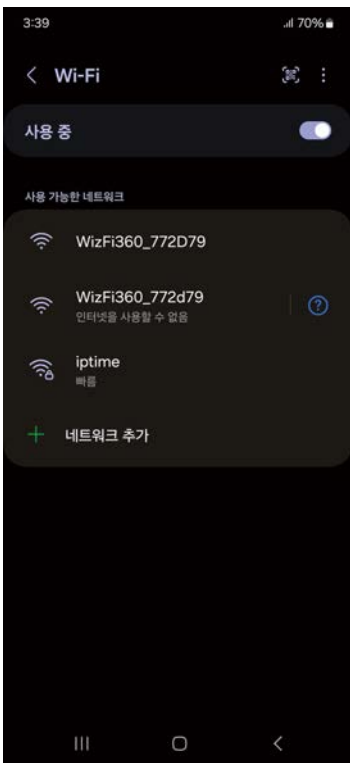 3:39
70%
Wi-Fi
사용 중
사용 가능한 네트워크
WizFi360_772D79
WizFi360_772d79
인터넷을 사용할 수 없음
iptime
빠름
네트워크 추가